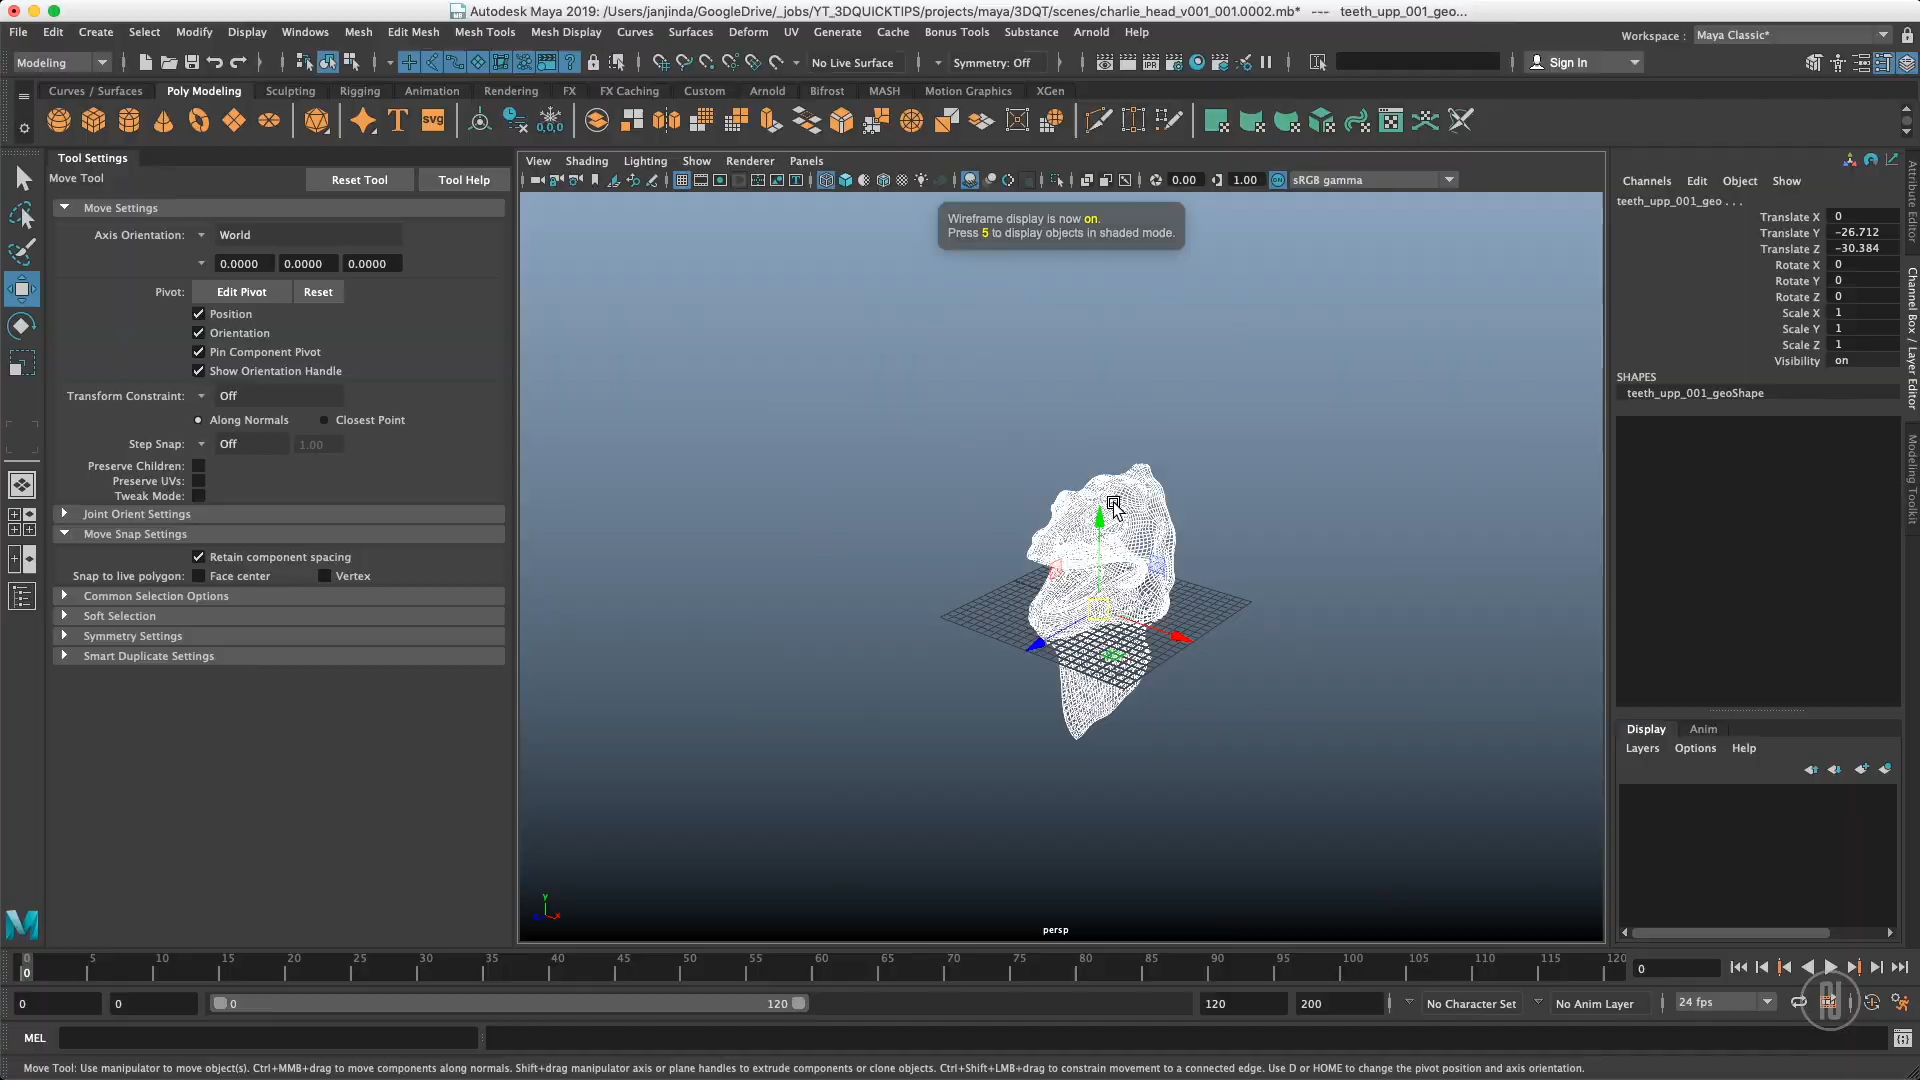 Autodesk Maya 2019: /Users/janjinda/GoogleDrive/_jobs/YT_3DQUICKTIPS/projects/maya/3DQT/scenes/charlie_head_v001_001.0002.mb* --- teeth_upp_001_geo...
File Edit Create Select Modify Display Windows Mesh Edit Mesh Mesh Tools Mesh Display Curves Surfaces Deform UV Generate Cache Bonus Tools Substance Arnold Help
Workspace : Maya Classic*
Modeling No Live Surface Symmetry: Off Sign In
Curves / Surfaces Poly Modeling Sculpting Rigging Animation Rendering FX FX Caching Custom Arnold Bifrost MASH Motion Graphics XGen
T SVG 0,0,0
Tool Settings
Move Tool Reset Tool Tool Help
Move Settings
Axis Orientation: World
0.0000 0.0000 0.0000
Pivot: Edit Pivot Reset
Position
Orientation
Pin Component Pivot
Show Orientation Handle
Transform Constraint: Off
Along Normals Closest Point
Step Snap: Off 1.00
Preserve Children:
Preserve UVs:
Tweak Mode:
Joint Orient Settings
Move Snap Settings
Retain component spacing
Snap to live polygon: Face center Vertex
Common Selection Options
Soft Selection
Symmetry Settings
Smart Duplicate Settings
View Shading Lighting Show Renderer Panels
0.00 1.00 ON sRGB gamma
Wireframe display is now on.
Press 5 to display objects in shaded mode.
y
x
persp
Channels Edit Object Show
teeth_upp_001_geo . . .
Translate X 0
Translate Y -26.712
Translate Z -30.384
Rotate X 0
Rotate Y 0
Rotate Z 0
Scale X 1
Scale Y 1
Scale Z 1
Visibility on
SHAPES
teeth_upp_001_geoShape
Display Anim
Layers Options Help
Attribute Editor
Channel Box / Layer Editor
Modeling Toolkit
0 5 10 15 20 25 30 35 40 45 50 55 60 65 70 75 80 85 90 95 100 105 110 115 120
0 0
0 0 0 120 120 200 No Character Set No Anim Layer 24 fps
MEL
Move Tool: Use manipulator to move object(s). Ctrl+MMB+drag to move components along normals. Shift+drag manipulator axis or plane handles to extrude components or clone objects. Ctrl+Shift+LMB+drag to constrain movement to a connected edge. Use D or HOME to change the pivot position and axis orientation.